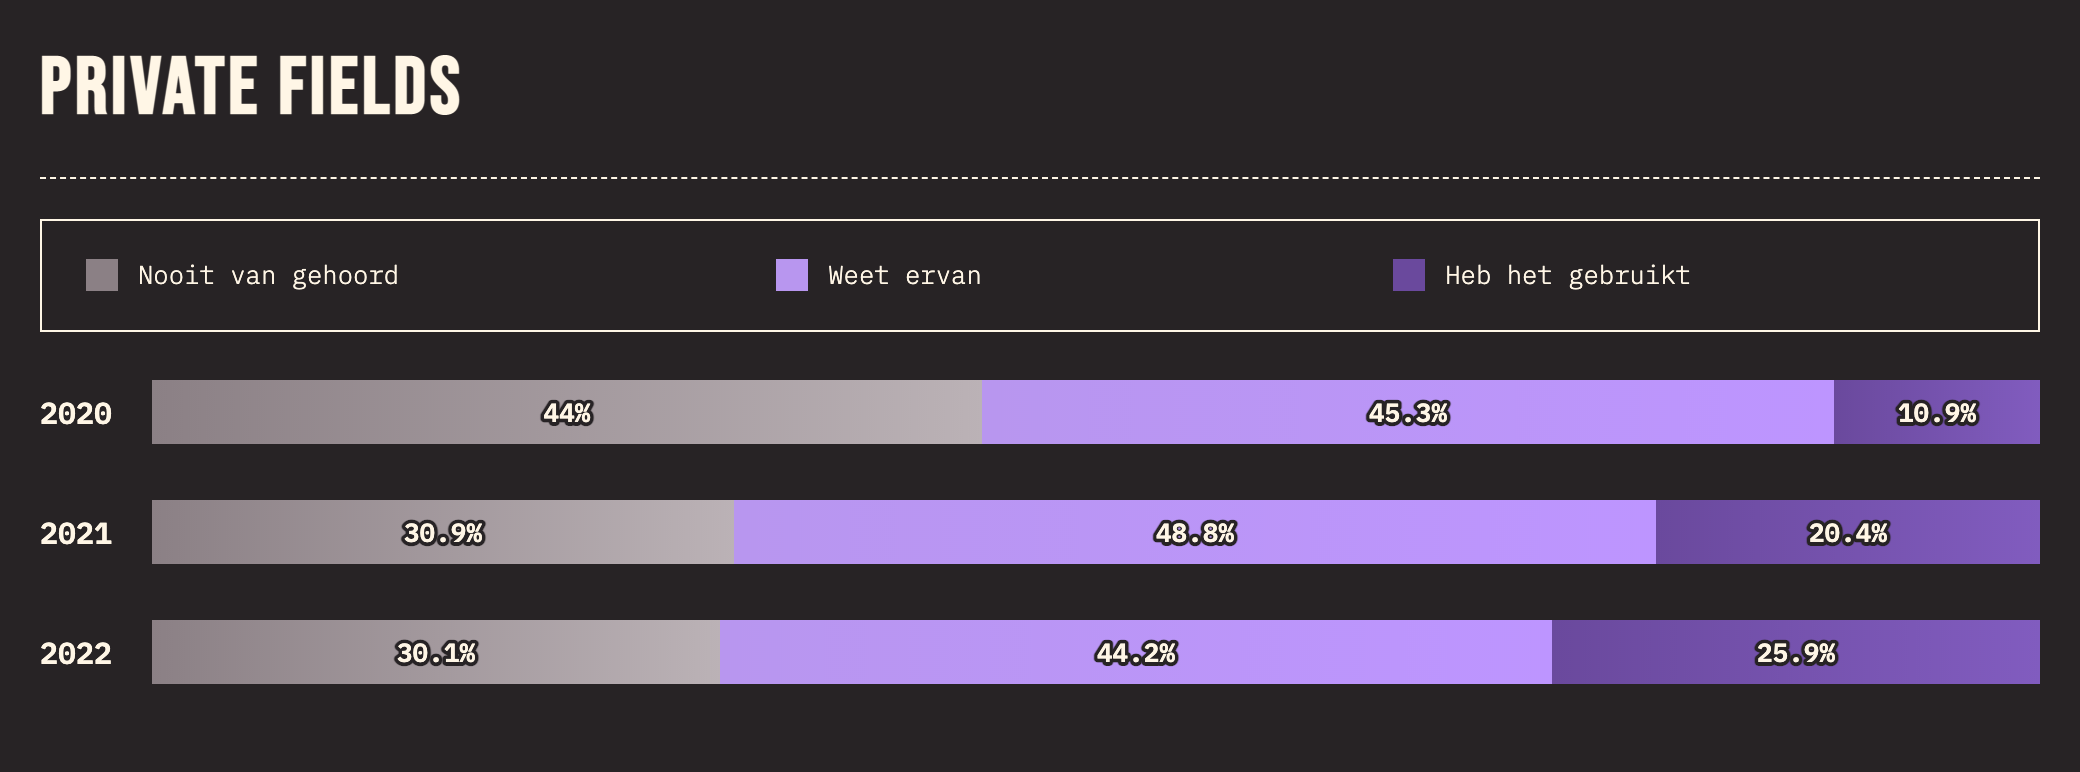 PRIVATE FIELDS
Nooit van gehoord Weet ervan Heb het gebruikt
2020 44% 45.3% 10.9%
2021 30.9% 48.8% 20.4%
2022 30.1% 44.2% 25.9%